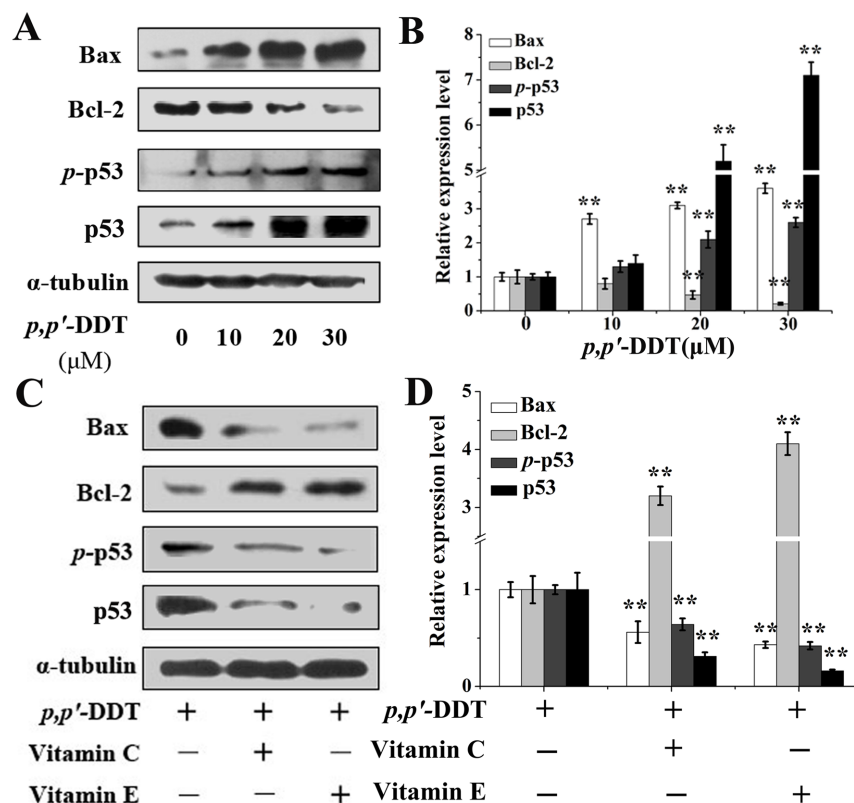 A
Bax
Bcl-2
p-p53
p53
α-tubulin
p,p'-DDT
(μM)
0 10 20 30
B
Bax
Bcl-2
p-p53
p53
Relative expression level
8
7
6
5
3
2
1
0
** ** ** ** ** ** ** ** **
0 10 20 30
p,p'-DDT(μM)
C
Bax
Bcl-2
p-p53
p53
α-tubulin
p,p'-DDT + + +
Vitamin C — + —
Vitamin E — — +
D
Bax
Bcl-2
p-p53
p53
Relative expression level
5
4
3
1
0
** ** ** ** ** ** ** **
p,p'-DDT + + +
Vitamin C — + —
Vitamin E — — +